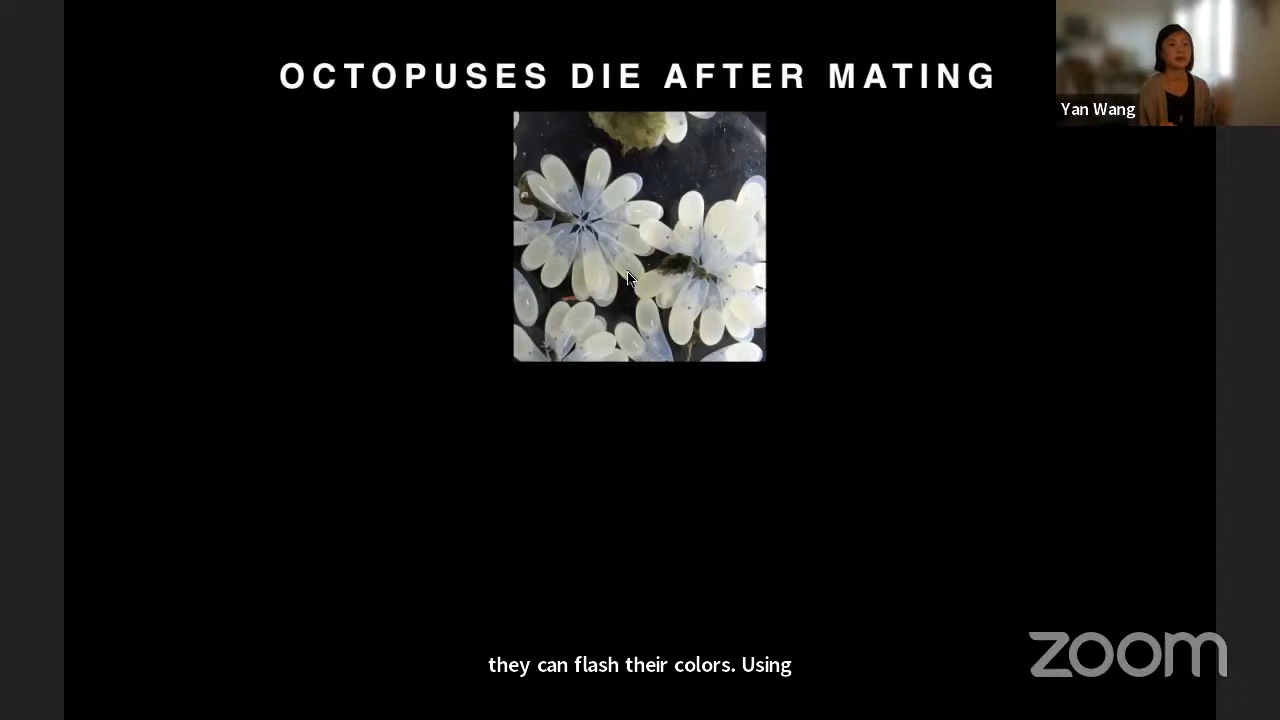 OCTOPUSES DIE AFTER MATING
Yan Wang
they can flash their colors. Using
zoom